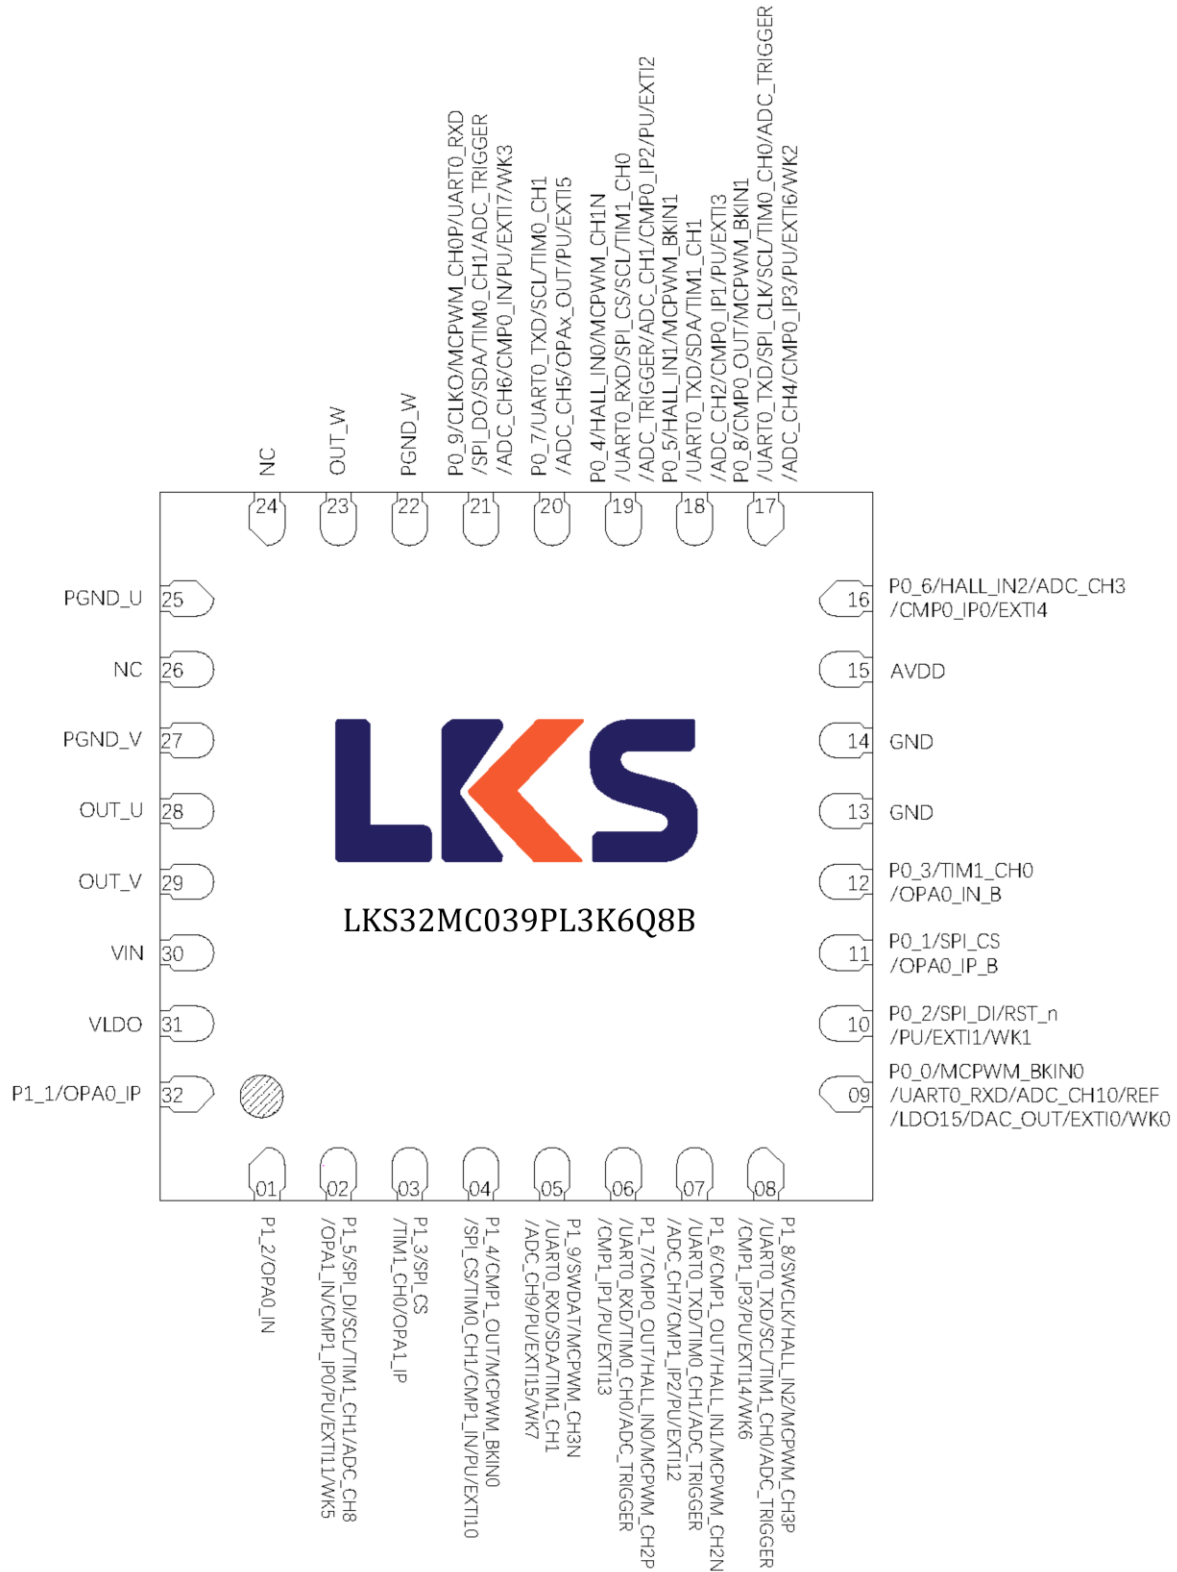 P0_9/CLKO/MCPWM_CH0P/UART0_RXD
/SPI_DO/SDA/TIM0_CH1/ADC_TRIGGER
/ADC_CH6/CMP0_IN/PU/EXTI7/WK3
P0_7/UART0_TXD/SCL/TIM0_CH1
/ADC_CH5/OPAx_OUT/PU/EXTI5
P0_4/HALL_IN0/MCPWM_CH1N
/UART0_RXD/SPI_CS/SCL/TIM1_CH0
/ADC_TRIGGER/ADC_CH1/CMP0_IP2/PU/EXTI2
P0_5/HALL_IN1/MCPWM_BKIN1
/UART0_TXD/SDA/TIM1_CH1
/ADC_CH2/CMP0_IP1/PU/EXTI3
P0_8/CMP0_OUT/MCPWM_BKIN1
/UART0_TXD/SPI_CLK/SCL/TIM0_CH0/ADC_TRIGGER
/ADC_CH4/CMP0_IP3/PU/EXTI6/WK2
NC
OUT_W
PGND_W
24
23
22
21
20
19
18
17
PGND_U 25
NC 26
PGND_V 27
OUT_U 28
OUT_V 29
VIN 30
VLDO 31
P1_1/OPA0_IP 32
LKS
LKS32MC039PL3K6Q8B
16 P0_6/HALL_IN2/ADC_CH3
/CMP0_IP0/EXTI4
15 AVDD
14 GND
13 GND
12 P0_3/TIM1_CH0
/OPA0_IN_B
11 P0_1/SPI_CS
/OPA0_IP_B
10 P0_2/SPI_DI/RST_n
/PU/EXTI1/WK1
09 P0_0/MCPWM_BKIN0
/UART0_RXD/ADC_CH10/REF
/LDO15/DAC_OUT/EXTI0/WK0
01
02
03
04
05
06
07
08
P1_2/OPA0_IN
P1_5/SPI_DI/SCL/TIM1_CH1/ADC_CH8
/OPA1_IN/CMP1_IP0/PU/EXTI11/WK5
P1_3/SPI_CS
/TIM1_CH0/OPA1_IP
P1_4/CMP1_OUT/MCPWM_BKIN0
/SPI_CS/TIM0_CH1/CMP1_IN/PU/EXTI10
P1_9/SWDAT/MCPWM_CH3N
/UART0_RXD/SDA/TIM1_CH1
/ADC_CH9/PU/EXTI15/WK7
P1_7/CMP0_OUT/HALL_IN0/MCPWM_CH2P
/UART0_RXD/TIM0_CH0/ADC_TRIGGER
/CMP1_IP1/PU/EXTI13
P1_6/CMP1_OUT/HALL_IN1/MCPWM_CH2N
/UART0_TXD/TIM0_CH1/ADC_TRIGGER
/ADC_CH7/CMP1_IP2/PU/EXTI12
P1_8/SWCLK/HALL_IN2/MCPWM_CH3P
/UART0_TXD/SCL/TIM1_CH0/ADC_TRIGGER
/CMP1_IP3/PU/EXTI14/WK6